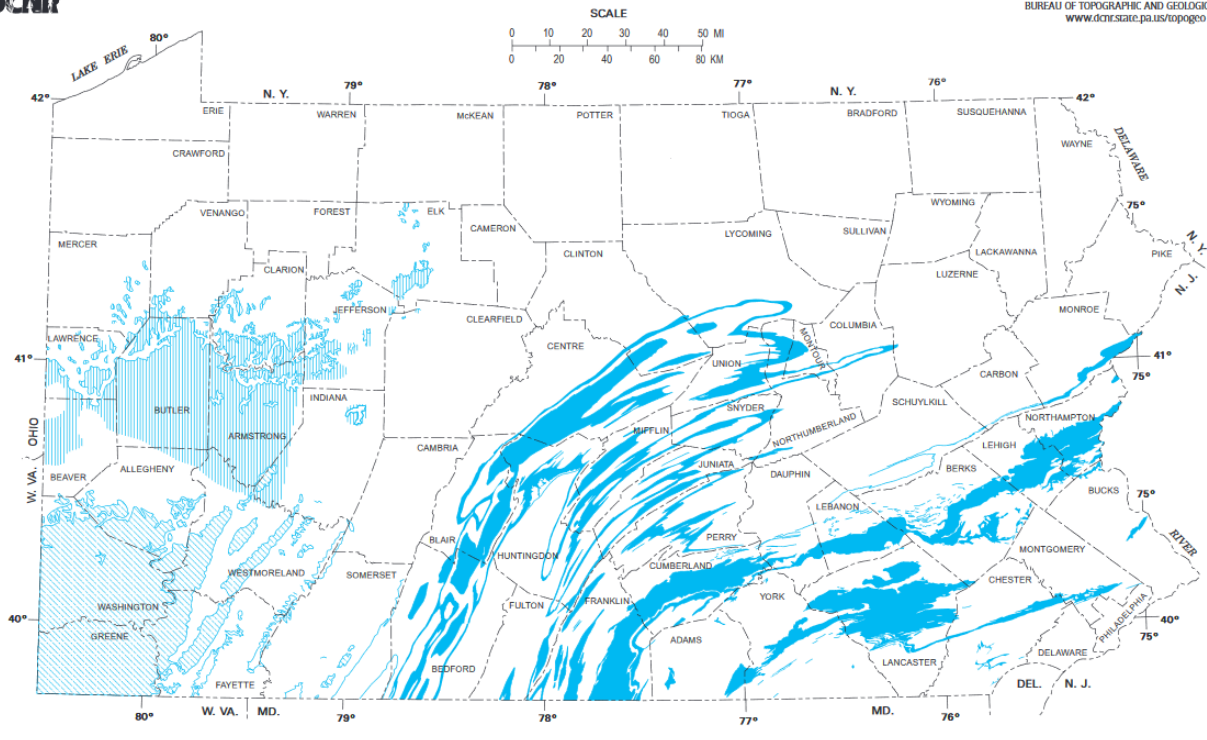 DCNR
SCALE
0 10 20 30 40 50 MI
0 20 40 60 80 KM
BUREAU OF TOPOGRAPHIC AND GEOLOGIC
www.dcnr.state.pa.us/topogeo
LAKE ERIE
80°
79°
78°
77°
76°
42°
N. Y.
N. Y.
42°
ERIE
WARREN
McKEAN
POTTER
TIOGA
BRADFORD
SUSQUEHANNA
WAYNE
DELAWARE
CRAWFORD
VENANGO
FOREST
ELK
CAMERON
WYOMING
75°
MERCER
CLARION
CLINTON
LYCOMING
SULLIVAN
LACKAWANNA
LUZERNE
PIKE
N. Y.
N. J.
JEFFERSON
CLEARFIELD
CENTRE
COLUMBIA
MONROE
LAWRENCE
MONTOUR
41°
UNION
41°
75°
CARBON
INDIANA
BUTLER
SNYDER
SCHUYLKILL
NORTHAMPTON
ARMSTRONG
MIFFLIN
NORTHUMBERLAND
LEHIGH
OHIO
W. VA.
CAMBRIA
ALLEGHENY
JUNIATA
DAUPHIN
BERKS
BEAVER
BUCKS
75°
LEBANON
RIVER
BLAIR
PERRY
HUNTINGDON
MONTGOMERY
WESTMORELAND
SOMERSET
CUMBERLAND
CHESTER
WASHINGTON
FULTON
FRANKLIN
YORK
PHILADELPHIA
40°
40°
75°
GREENE
ADAMS
DELAWARE
BEDFORD
LANCASTER
FAYETTE
DEL.
N. J.
80°
W. VA.
MD.
79°
78°
77°
MD.
76°